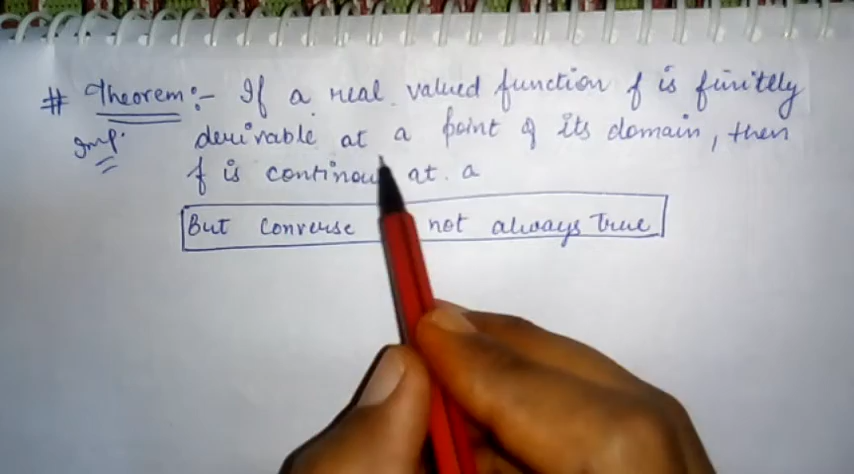 # Theorem:- If a real valued function f is finitely
Imp. derivable at a point of its domain, then
f is continou at a
But converse not always True